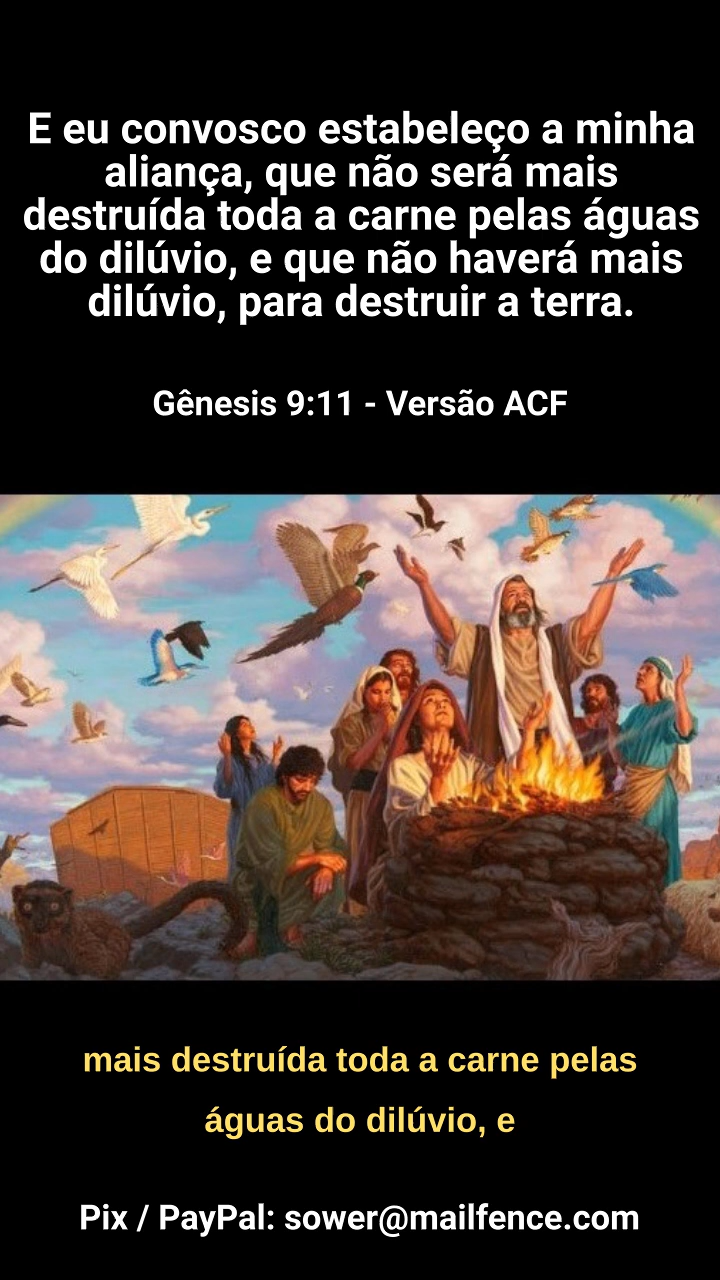 E eu convosco estabeleço a minha
aliança, que não será mais
destruída toda a carne pelas águas
do dilúvio, e que não haverá mais
dilúvio, para destruir a terra.
Gênesis 9:11 - Versão ACF
mais destruída toda a carne pelas
águas do dilúvio, e
Pix / PayPal: sower@mailfence.com